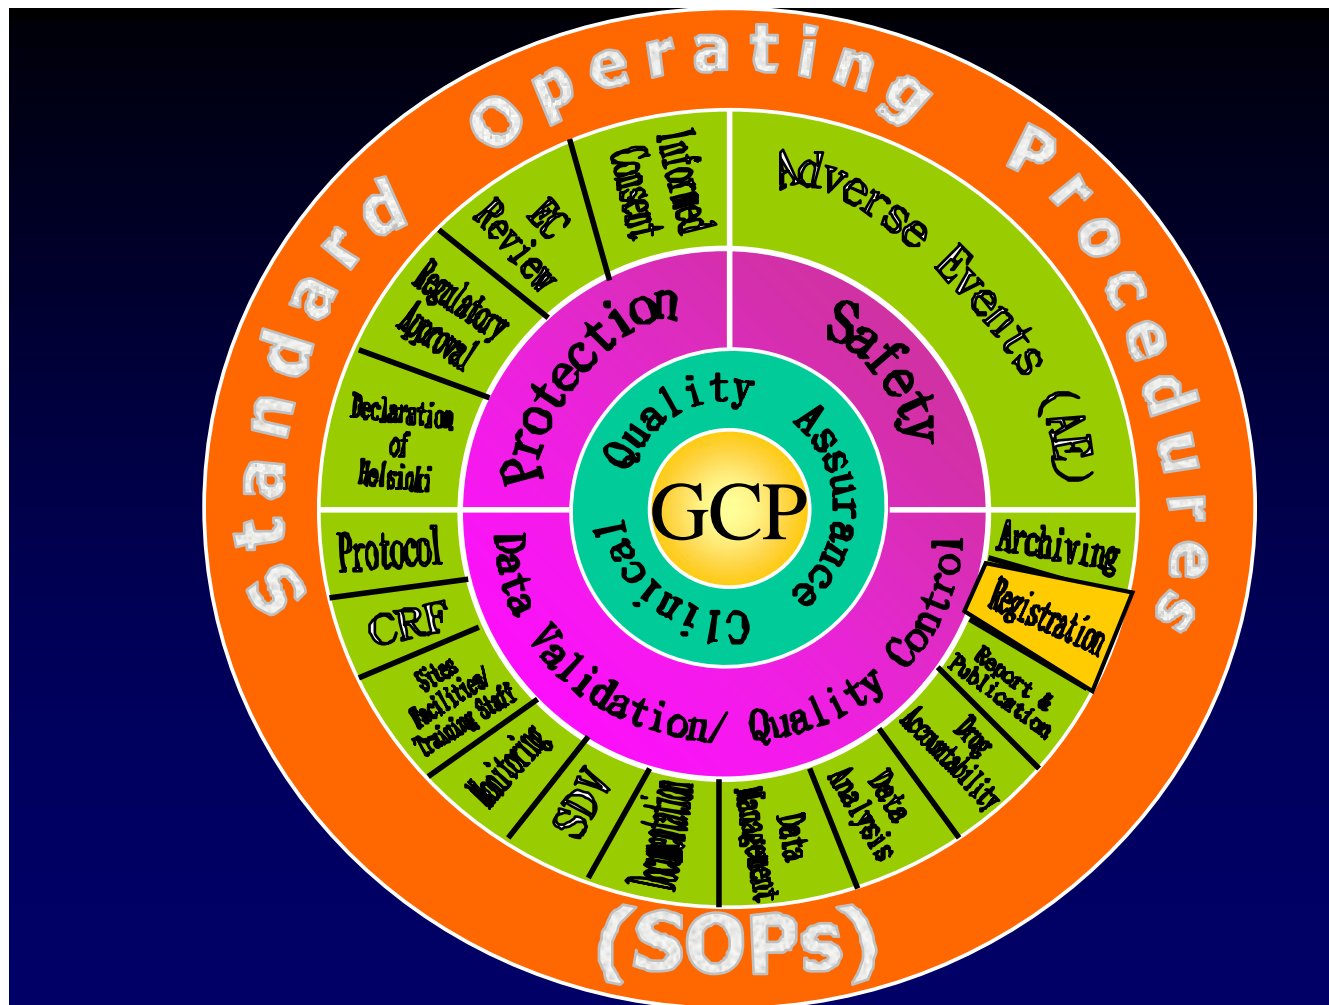 Standard Operating Procedures
(SOPs)
Informed
Consent.
EC
Review
Regulatory
Approval
Declaration
of
Helsinki
Adverse Events (AE)
Protection
Safety
Clinical Quality Assurance
GCP
Data Validation/ Quality Control
Protocol
CRF
Sites
Facilities/
Training Staff
Monitoring
SDV
Documentation
Data
Management
Data
Analysis
Drug
Accountability
Report &
Publication
Registration
Archiving